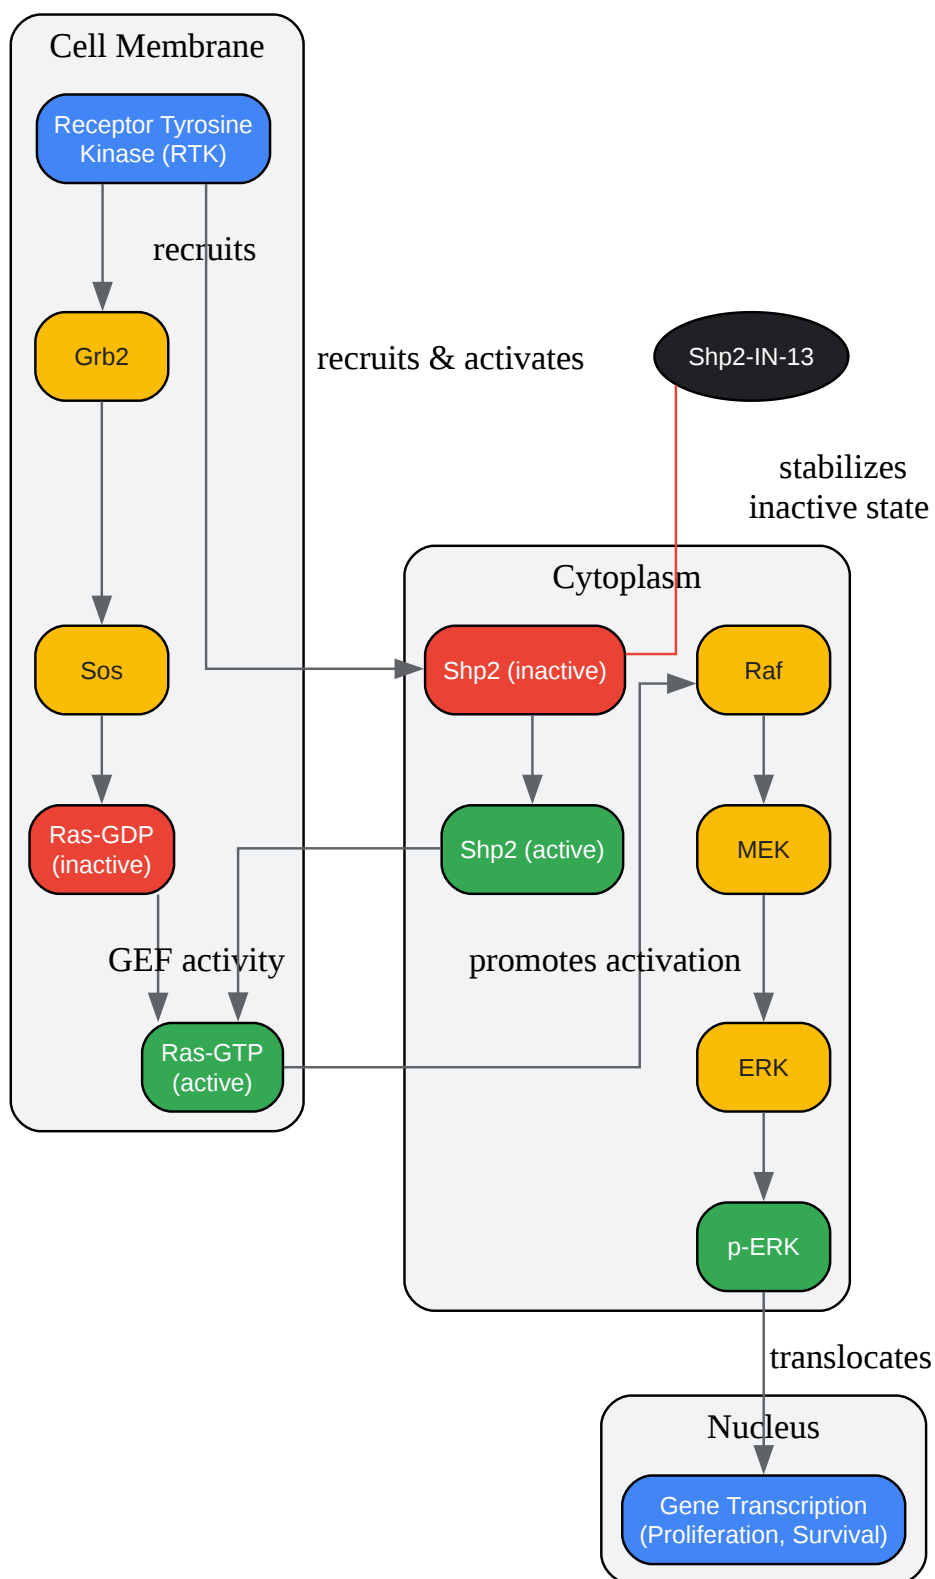 Cell Membrane
Receptor Tyrosine
Kinase (RTK)
recruits
Grb2
recruits & activates
Shp2-IN-13
stabilizes
inactive state
Cytoplasm
Sos
Shp2 (inactive)
Raf
Ras-GDP
(inactive)
Shp2 (active)
MEK
GEF activity
promotes activation
Ras-GTP
(active)
ERK
p-ERK
translocates
Nucleus
Gene Transcription
(Proliferation, Survival)